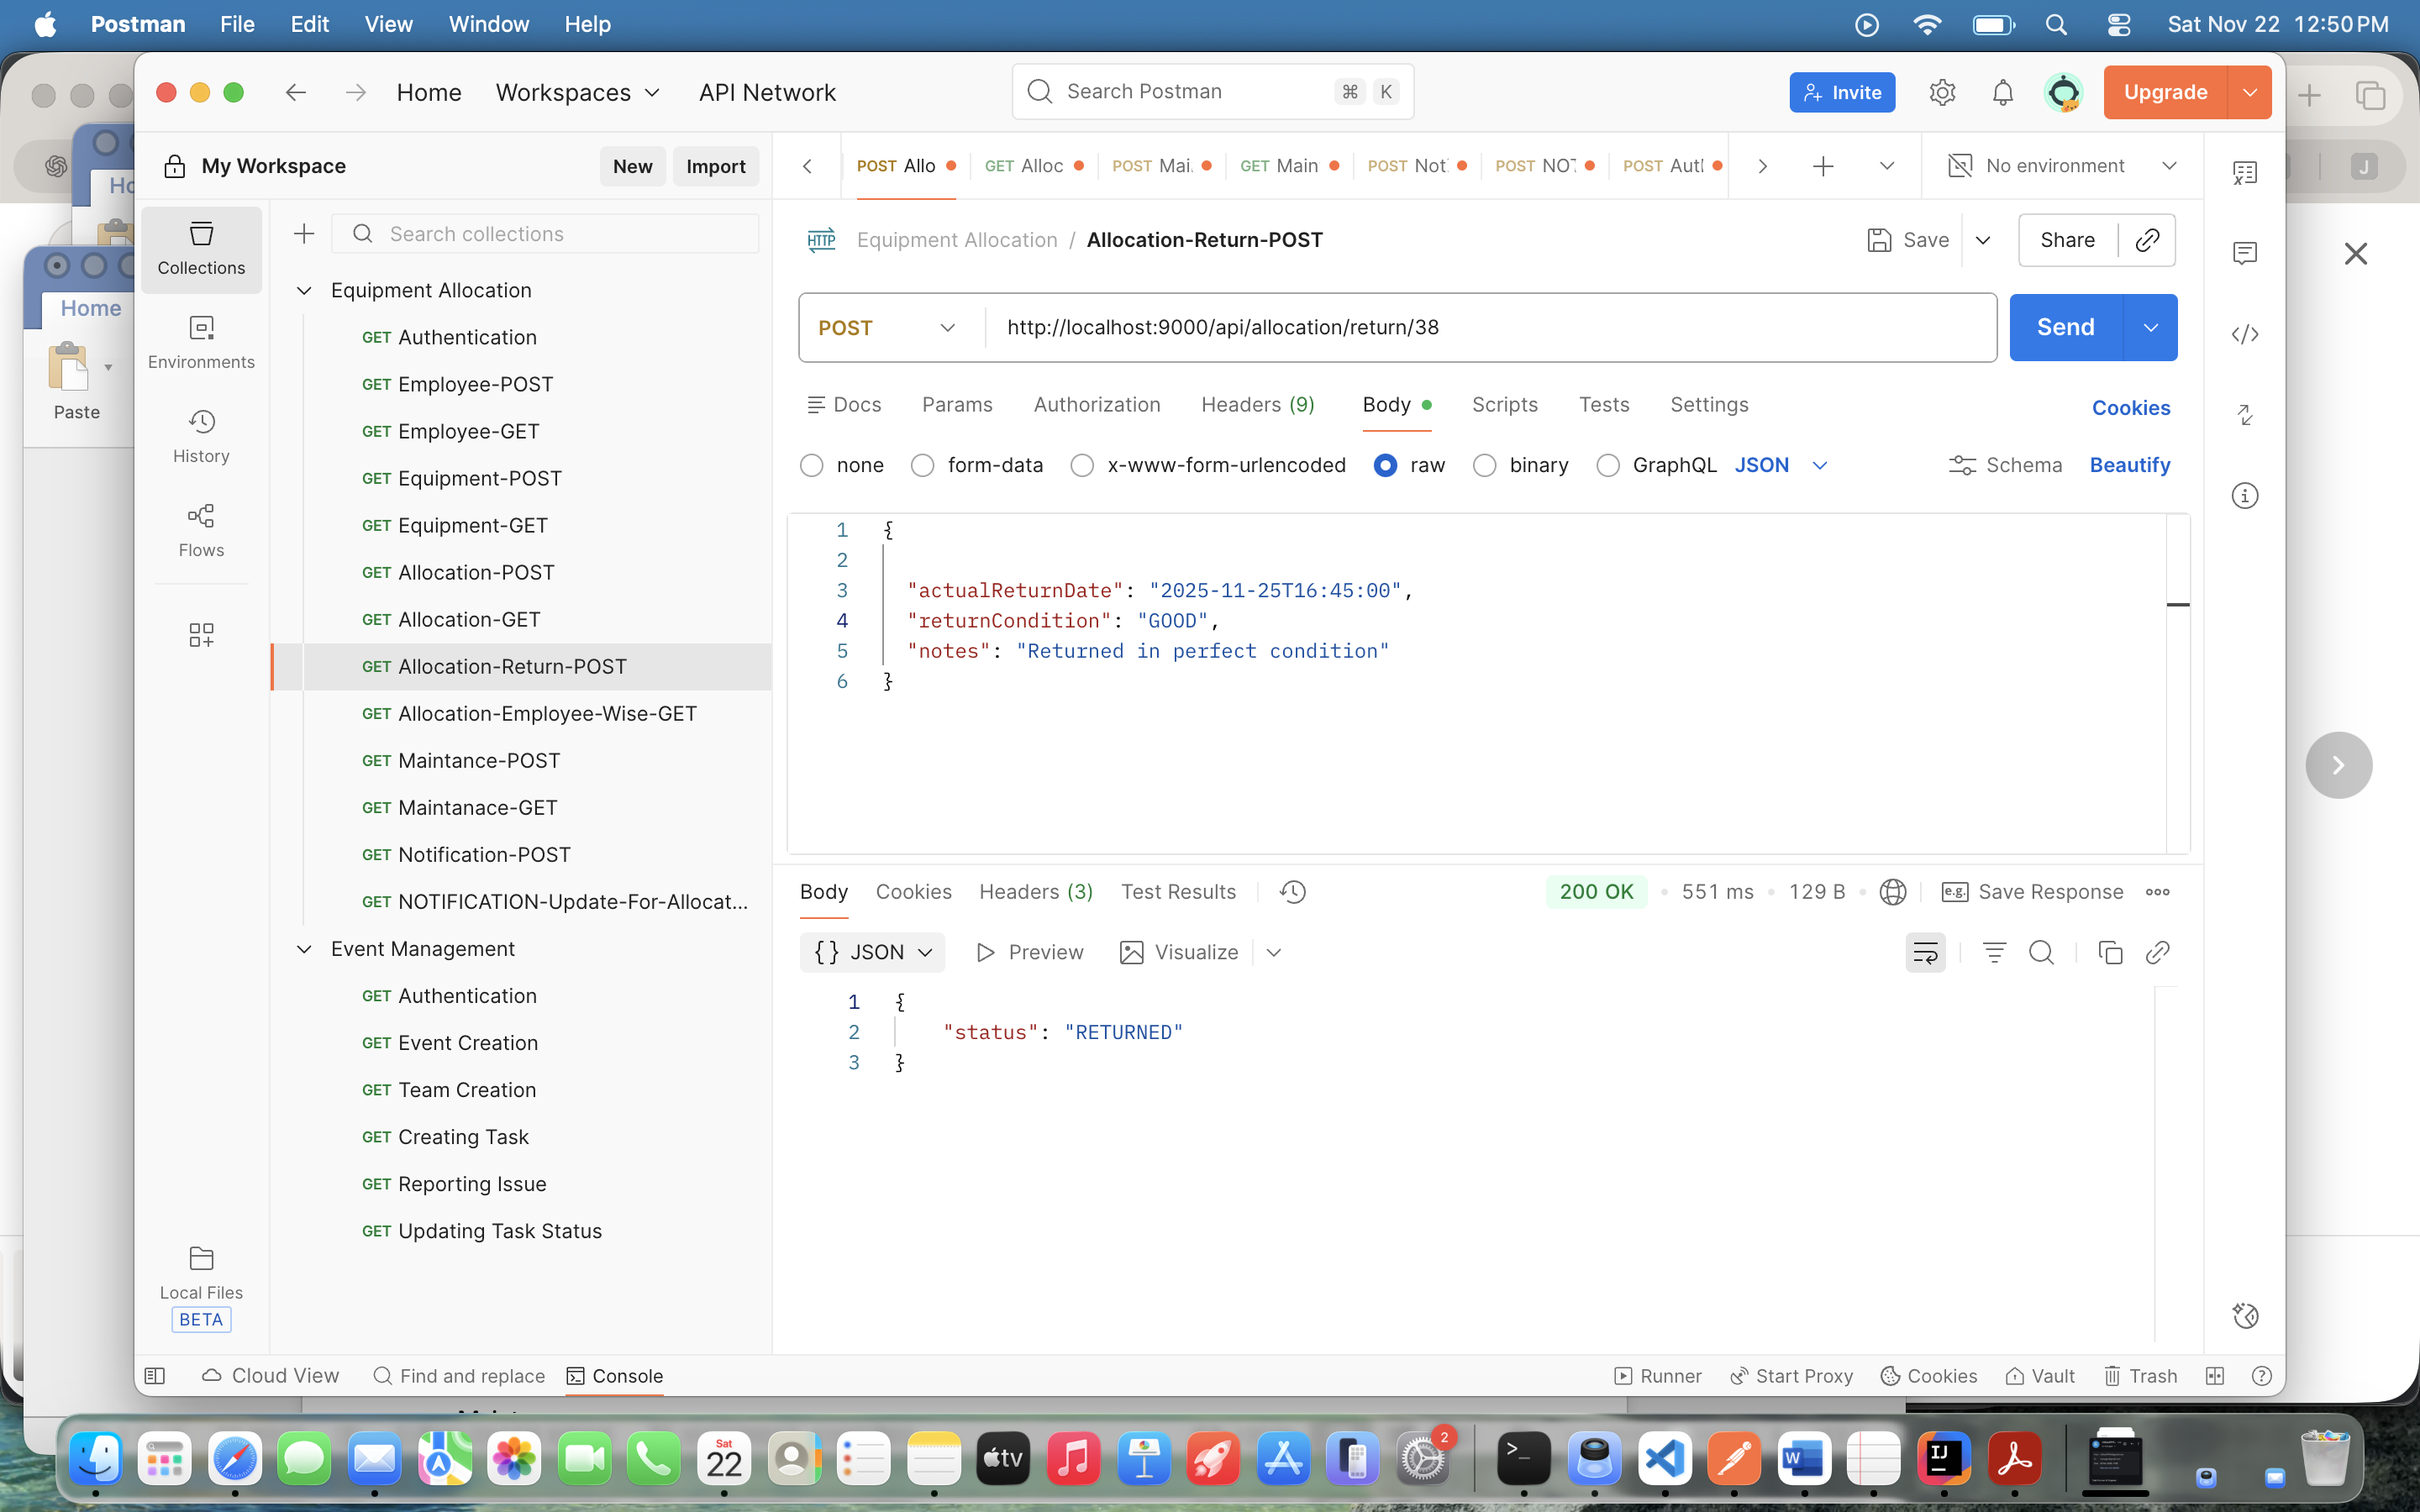 Postman File Edit View Window Help Sat Nov 22 12:50 PM
Home Workspaces API Network Search Postman ⌘ K Invite Upgrade
My Workspace New Import
POST Allo GET Alloc POST Mai. GET Main POST Not POST NO POST Aut No environment J
Collections
Environments
History
Flows
Local Files
BETA
Home
Paste
Search collections
Equipment Allocation
GET Authentication
GET Employee-POST
GET Employee-GET
GET Equipment-POST
GET Equipment-GET
GET Allocation-POST
GET Allocation-GET
GET Allocation-Return-POST
GET Allocation-Employee-Wise-GET
GET Maintance-POST
GET Maintanace-GET
GET Notification-POST
GET NOTIFICATION-Update-For-Allocat...
Event Management
GET Authentication
GET Event Creation
GET Team Creation
GET Creating Task
GET Reporting Issue
GET Updating Task Status
HTTP Equipment Allocation / Allocation-Return-POST Save Share
POST http://localhost:9000/api/allocation/return/38 Send
Docs Params Authorization Headers (9) Body Scripts Tests Settings Cookies
none form-data x-www-form-urlencoded raw binary GraphQL JSON Schema Beautify
1 {
2
3 "actualReturnDate": "2025-11-25T16:45:00",
4 "returnCondition": "GOOD",
5 "notes": "Returned in perfect condition"
6 }
Body Cookies Headers (3) Test Results 200 OK 551 ms 129 B e.g. Save Response
{} JSON Preview Visualize
1 {
2 "status": "RETURNED"
3 }
Cloud View Find and replace Console Runner Start Proxy Cookies Vault Trash
Sat
22
tv
2
IJ
W